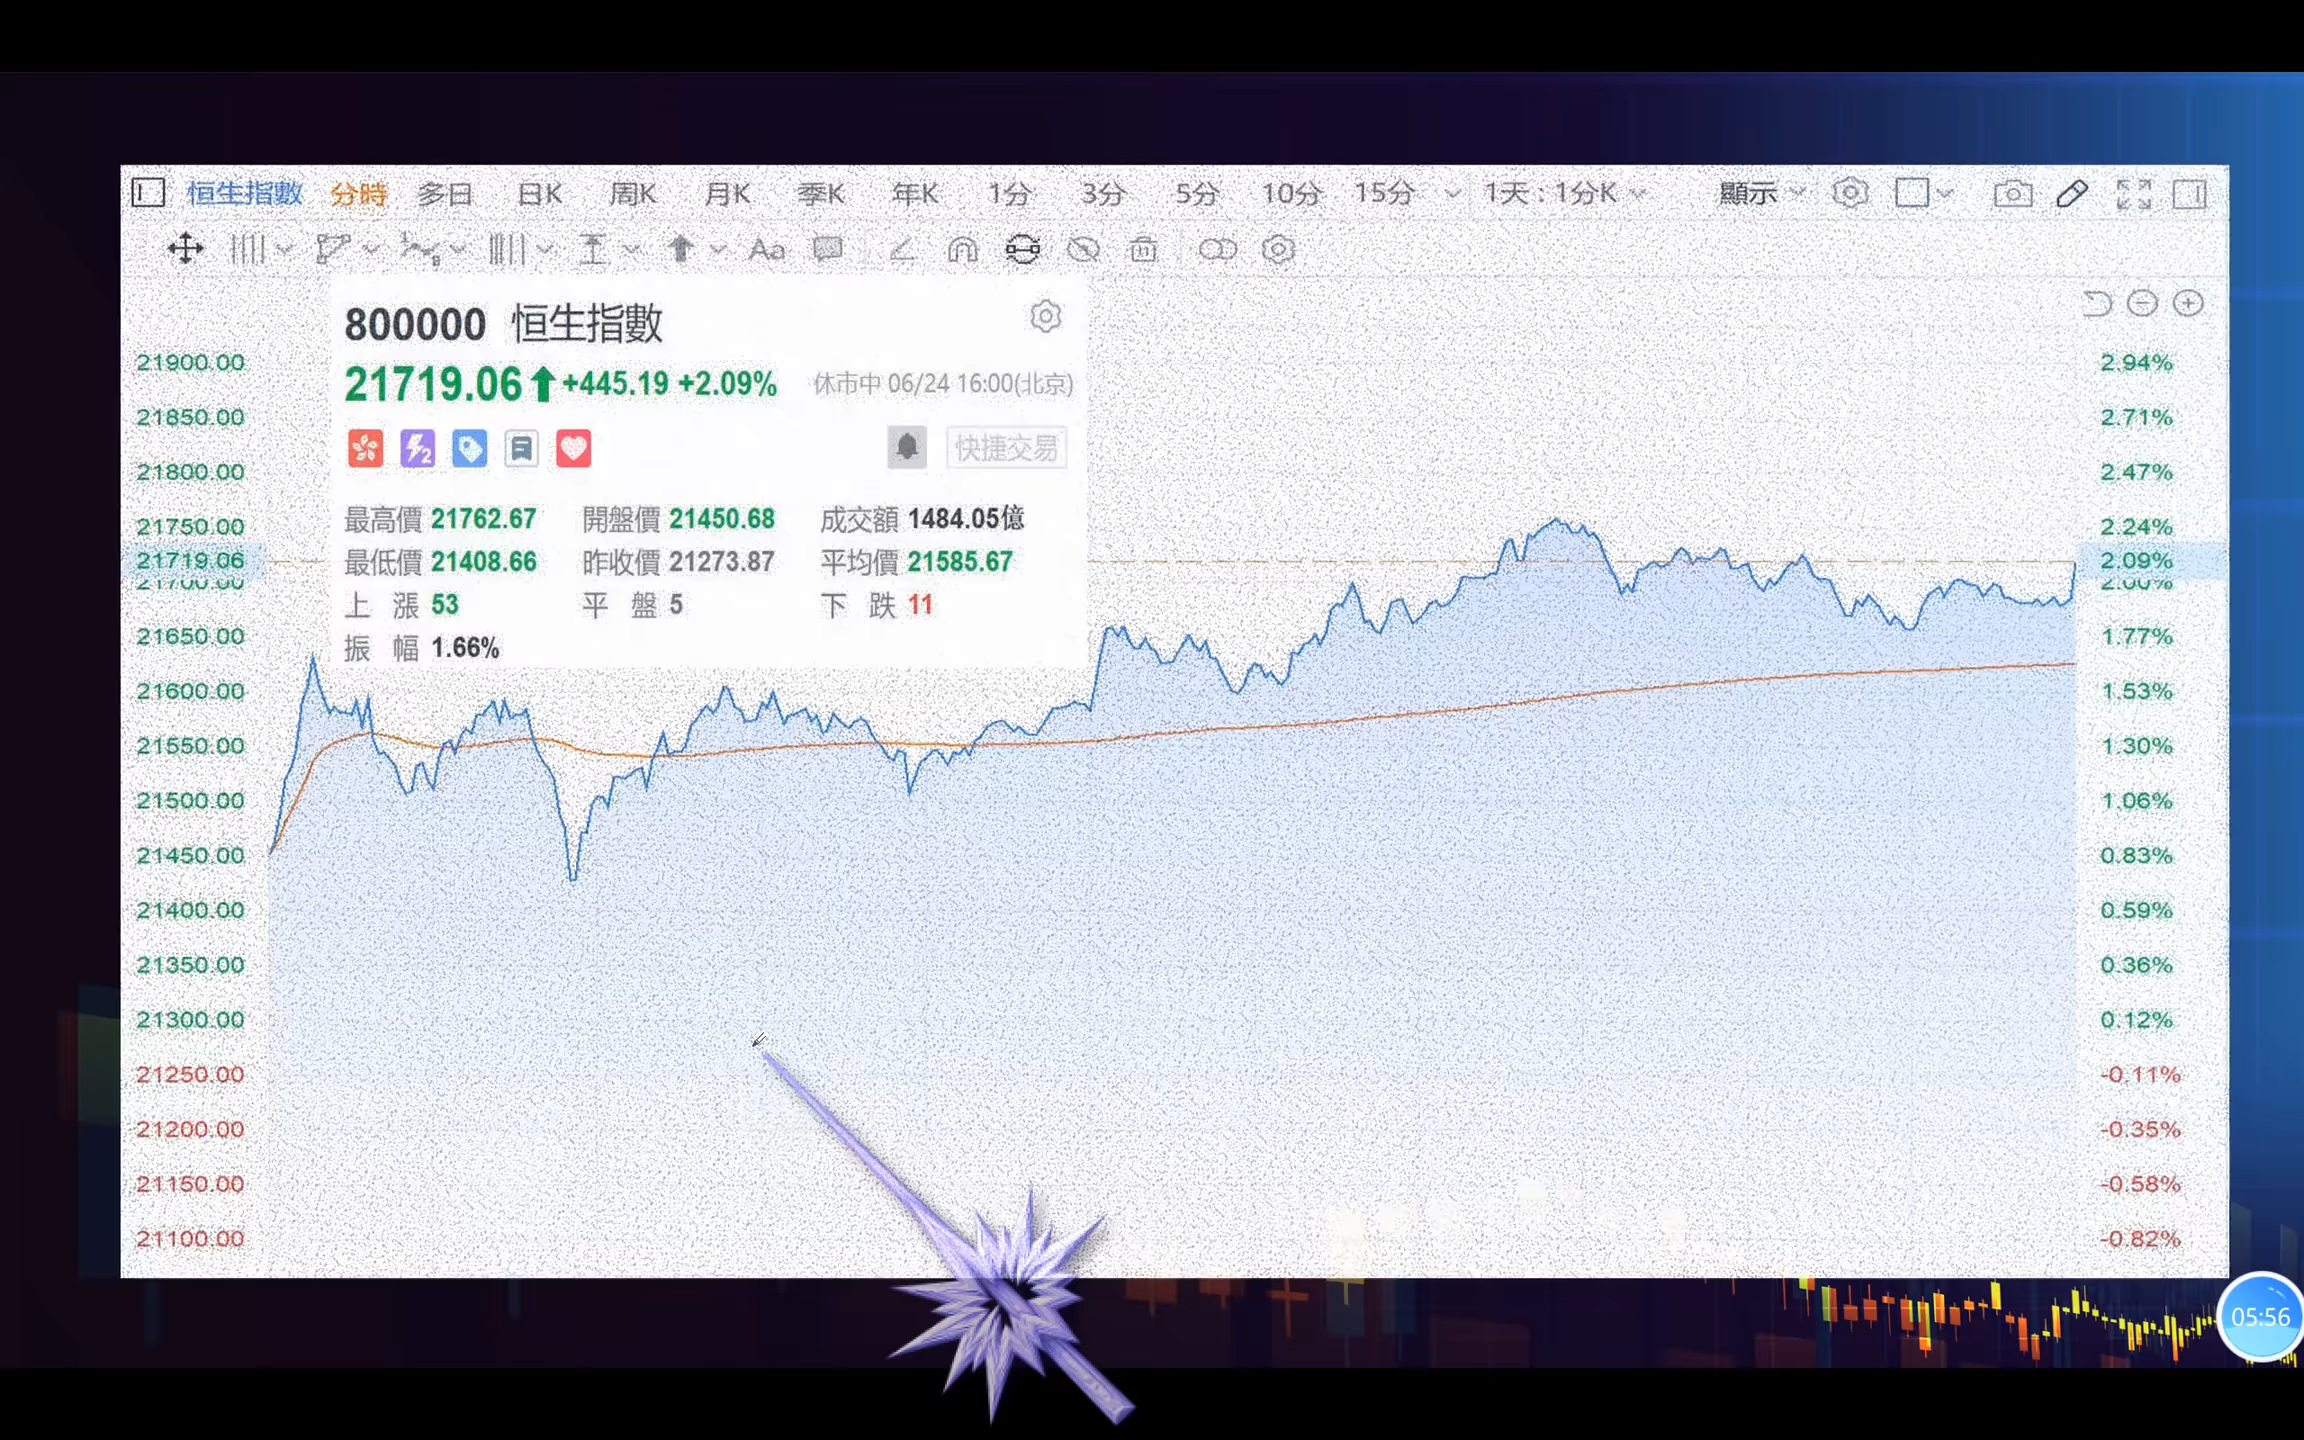 恒生指數 分時 多日 日K 周K 月K 季K 年K 1分 3分 5分 10分 15分 1天 : 1分K 顯示
Aa
800000 恒生指數
21719.06 +445.19 +2.09% 休市中 06/24 16:00(北京)
快捷交易
最高價 21762.67 開盤價 21450.68 成交額 1484.05億
最低價 21408.66 昨收價 21273.87 平均價 21585.67
上 漲 53 平 盤 5 下 跌 11
振 幅 1.66%
21900.00 2.94%
21850.00 2.71%
21800.00 2.47%
21750.00 2.24%
21719.06 2.09%
21700.00 2.00%
21650.00 1.77%
21600.00 1.53%
21550.00 1.30%
21500.00 1.06%
21450.00 0.83%
21400.00 0.59%
21350.00 0.36%
21300.00 0.12%
21250.00 -0.11%
21200.00 -0.35%
21150.00 -0.58%
21100.00 -0.82%
05:56